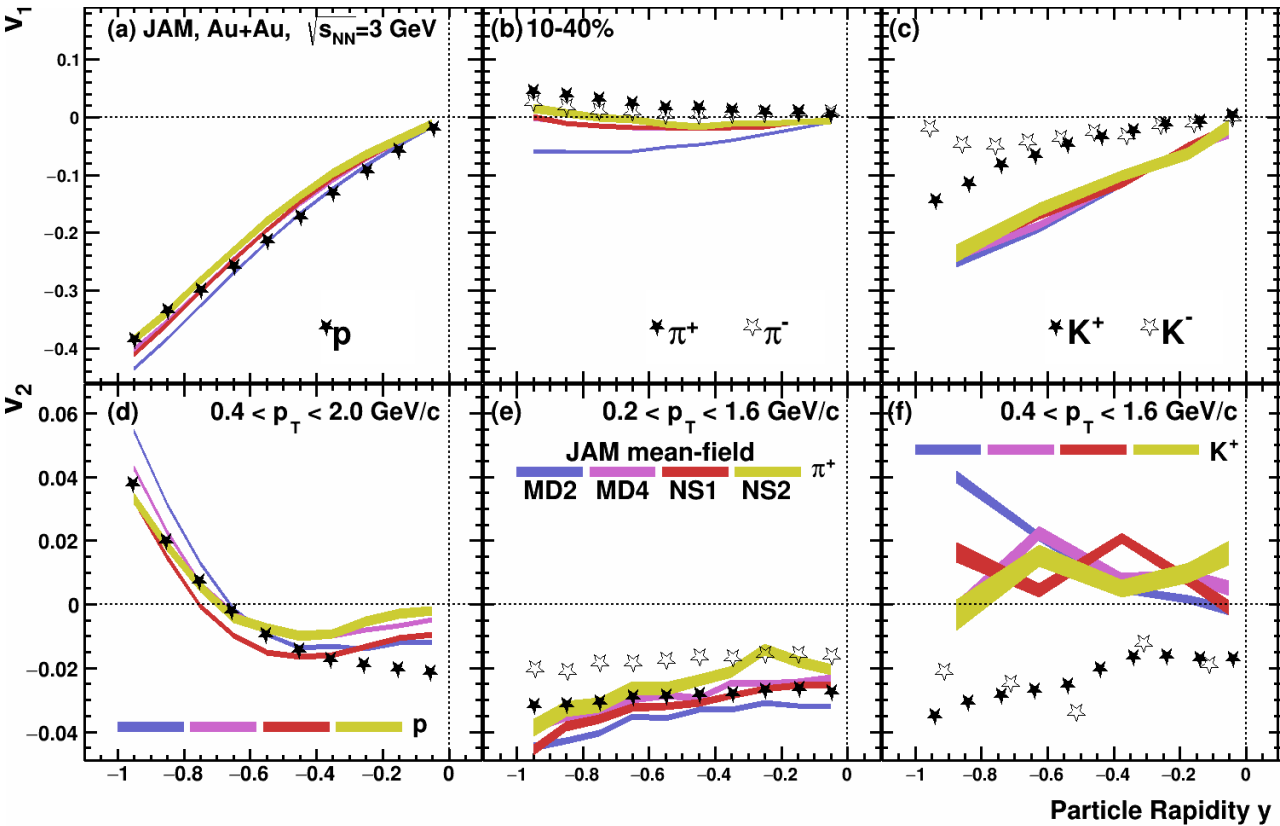 v1
(a) JAM, Au+Au, √sNN=3 GeV
(b) 10-40%
(c)
0.1
0
−0.1
−0.2
−0.3
−0.4
p
π+ π-
K+ K-
v2
(d) 0.4 < pT < 2.0 GeV/c
(e) 0.2 < pT < 1.6 GeV/c
(f) 0.4 < pT < 1.6 GeV/c
0.06
0.04
0.02
0
−0.02
−0.04
JAM mean-field
π+
MD2 MD4 NS1 NS2
K+
p
−1 −0.8 −0.6 −0.4 −0.2 0
−1 −0.8 −0.6 −0.4 −0.2 0
−1 −0.8 −0.6 −0.4 −0.2 0
Particle Rapidity y